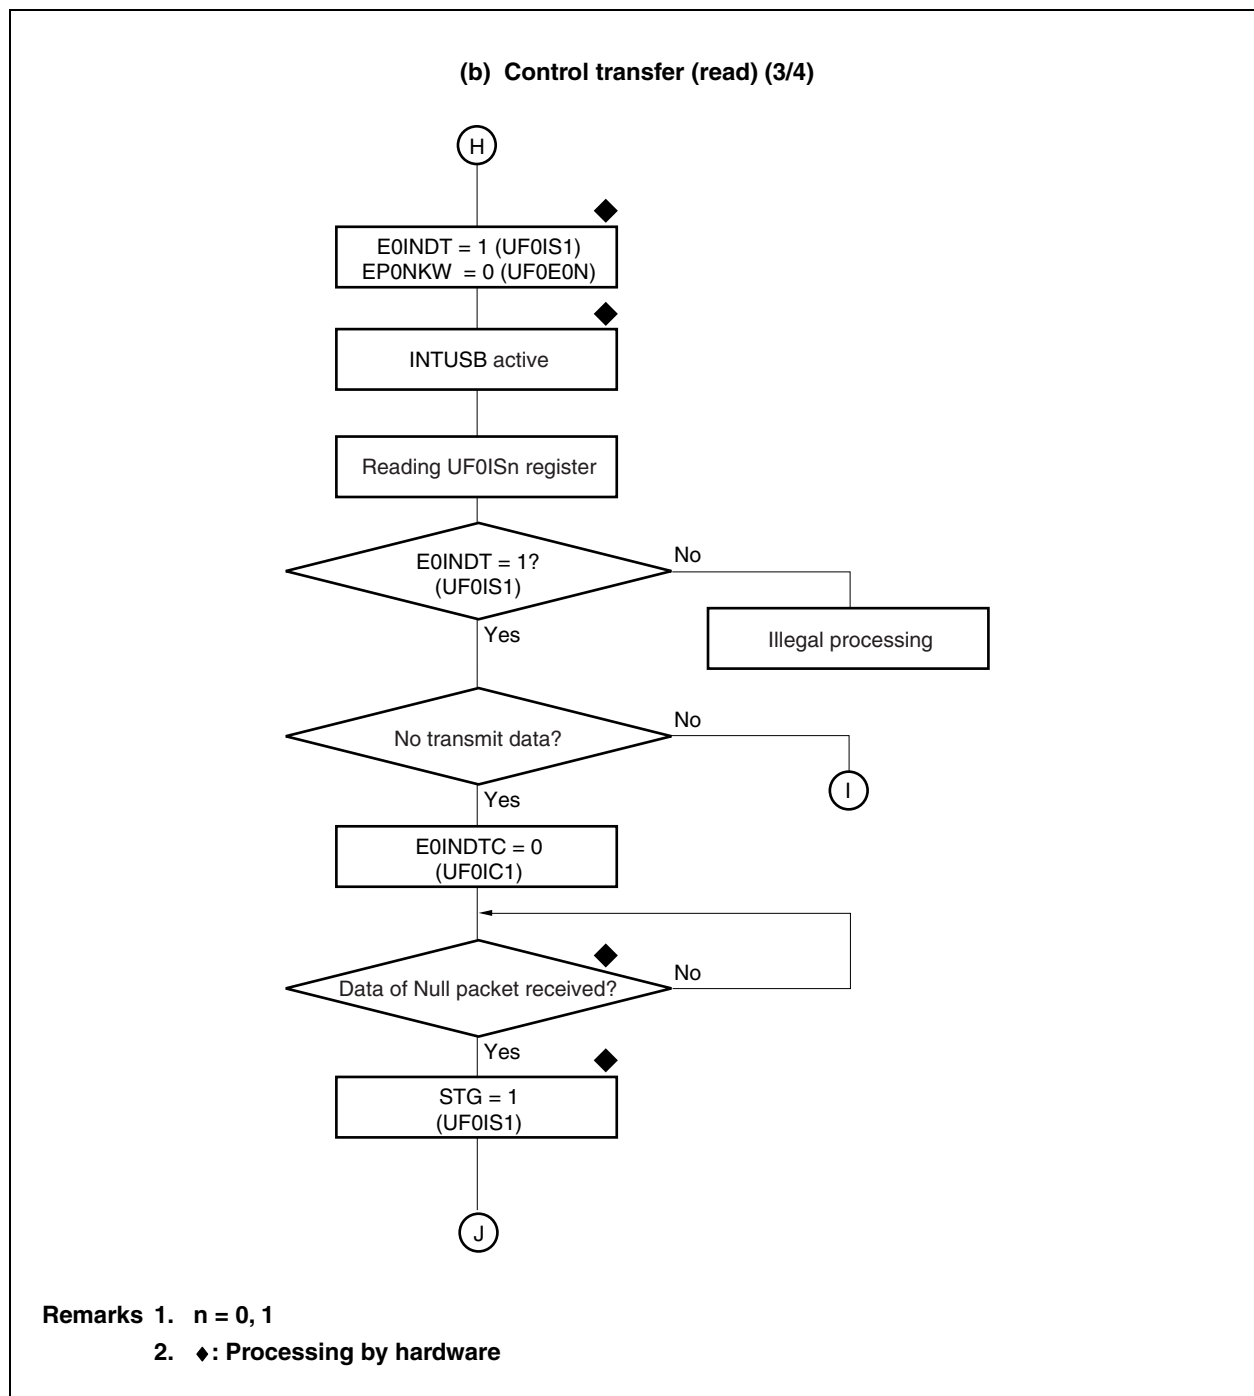 (b) Control transfer (read) (3/4)
H
E0INDT = 1 (UF0IS1)
EP0NKW = 0 (UF0E0N)
INTUSB active
Reading UF0ISn register
E0INDT = 1?
(UF0IS1)
No
Illegal processing
Yes
No transmit data?
No
I
Yes
E0INDTC = 0
(UF0IC1)
Data of Null packet received?
No
Yes
STG = 1
(UF0IS1)
J
Remarks 1. n = 0, 1
2. ♦: Processing by hardware